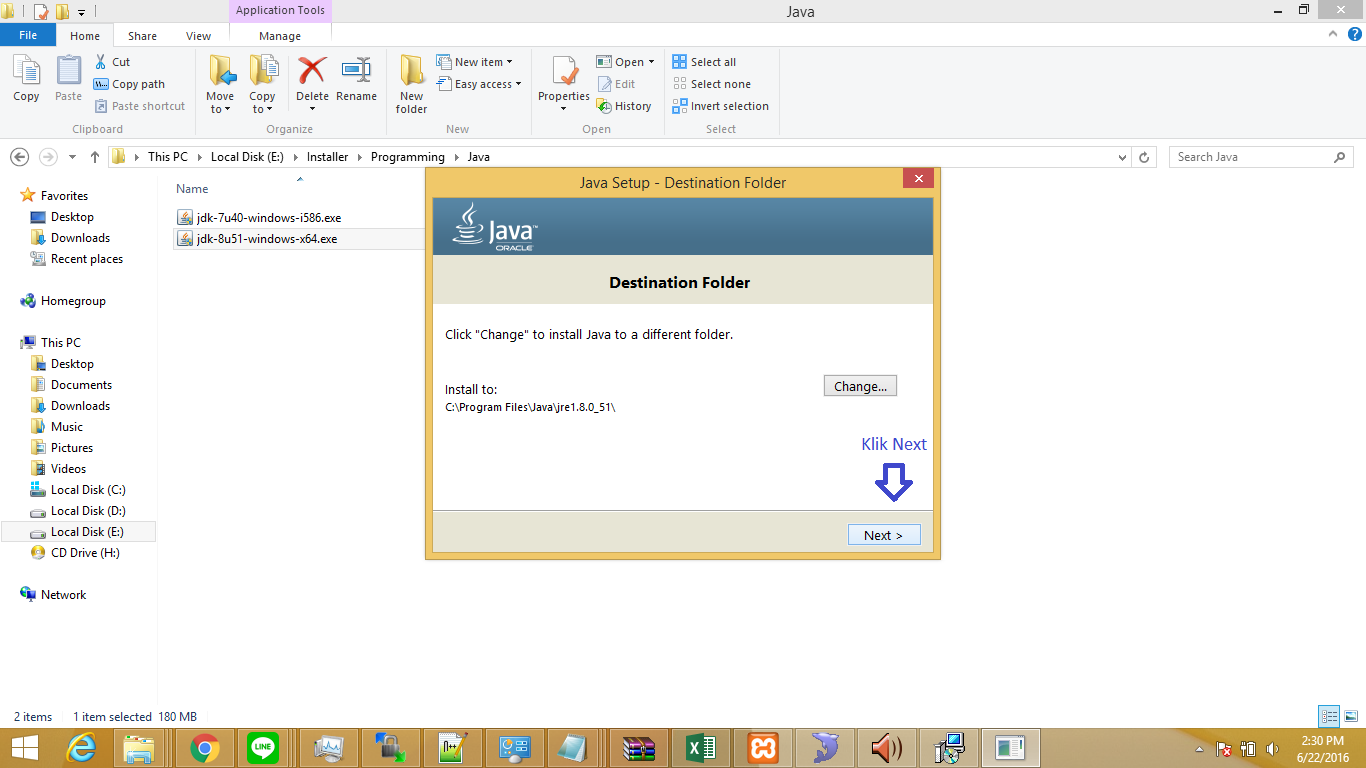 Application Tools
Java
File
Home
Share
View
Manage
Copy
Paste
Cut
Copy path
Paste shortcut
Clipboard
Move to
Copy to
Delete
Rename
Organize
New folder
New item
Easy access
New
Properties
Open
Edit
History
Open
Select all
Select none
Invert selection
Select
This PC
Local Disk (E:)
Installer
Programming
Java
Search Java
Favorites
Desktop
Downloads
Recent places
Homegroup
This PC
Desktop
Documents
Downloads
Music
Pictures
Videos
Local Disk (C:)
Local Disk (D:)
Local Disk (E:)
CD Drive (H:)
Network
Name
jdk-7u40-windows-i586.exe
jdk-8u51-windows-x64.exe
Java Setup - Destination Folder
Java™
ORACLE
Destination Folder
Click "Change" to install Java to a different folder.
Install to:
Change...
C:\Program Files\Java\jre1.8.0_51\
Klik Next
Next >
2 items
1 item selected 180 MB
LINE
2:30 PM
6/22/2016